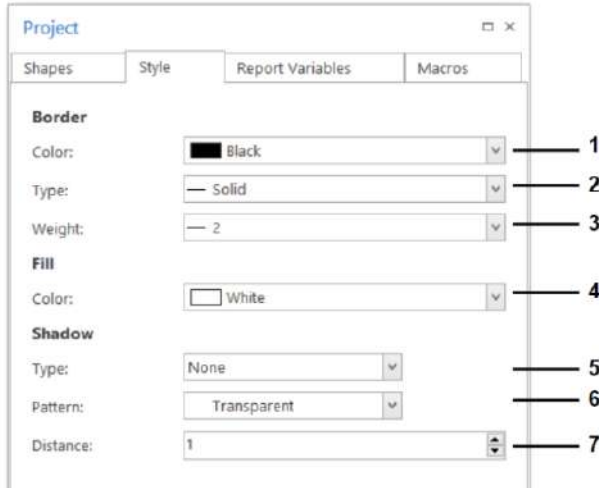 Project
Shapes Style Report Variables Macros
Border
Color: Black 1
Type: Solid 2
Weight: 2 3
Fill
Color: White 4
Shadow
Type: None 5
Pattern: Transparent 6
Distance: 1 7